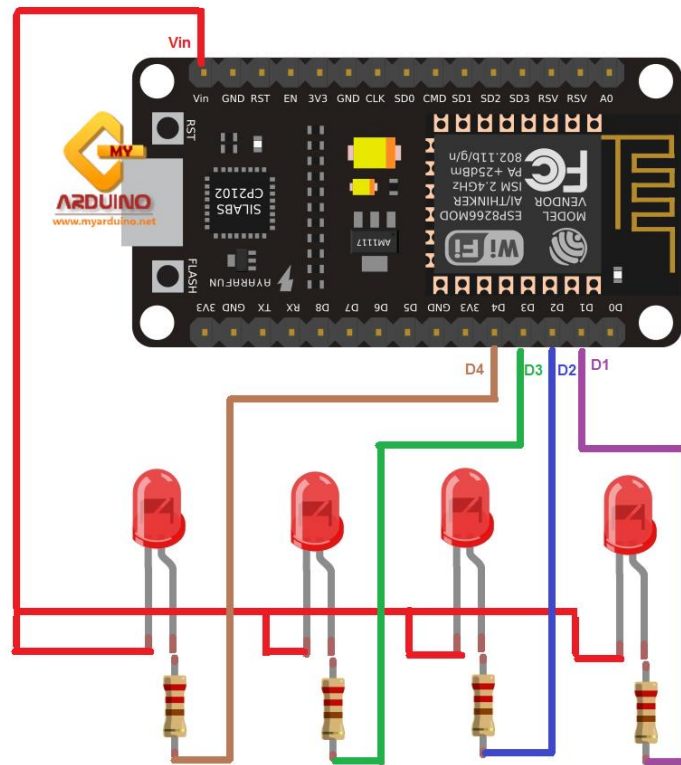 Vin
Vin GND RST EN 3V3 GND CLK SD0 CMD SD1 SD2 SD3 RSV RSV A0
RST
MY
ARDUINO
www.myarduino.net
SILABS
CP2102
AM1117
MODEL
VENDOR
ESP8266MOD
AI/THINKER
ISM 2.4GHz
PA +25dBm
802.11b/g/n
FC
Wi Fi
FLASH
AYARAFUN
3V3 GND TX RX D8 D7 D6 D5 GND 3V3 D4 D3 D2 D1 D0
D4 D3 D2 D1